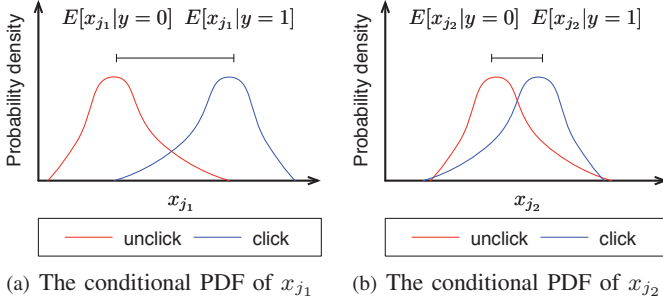 E[x_{j_1}|y = 0] E[x_{j_1}|y = 1]
Probability density
x_{j_1}
unclick click
(a) The conditional PDF of x_{j_1}
E[x_{j_2}|y = 0] E[x_{j_2}|y = 1]
Probability density
x_{j_2}
unclick click
(b) The conditional PDF of x_{j_2}